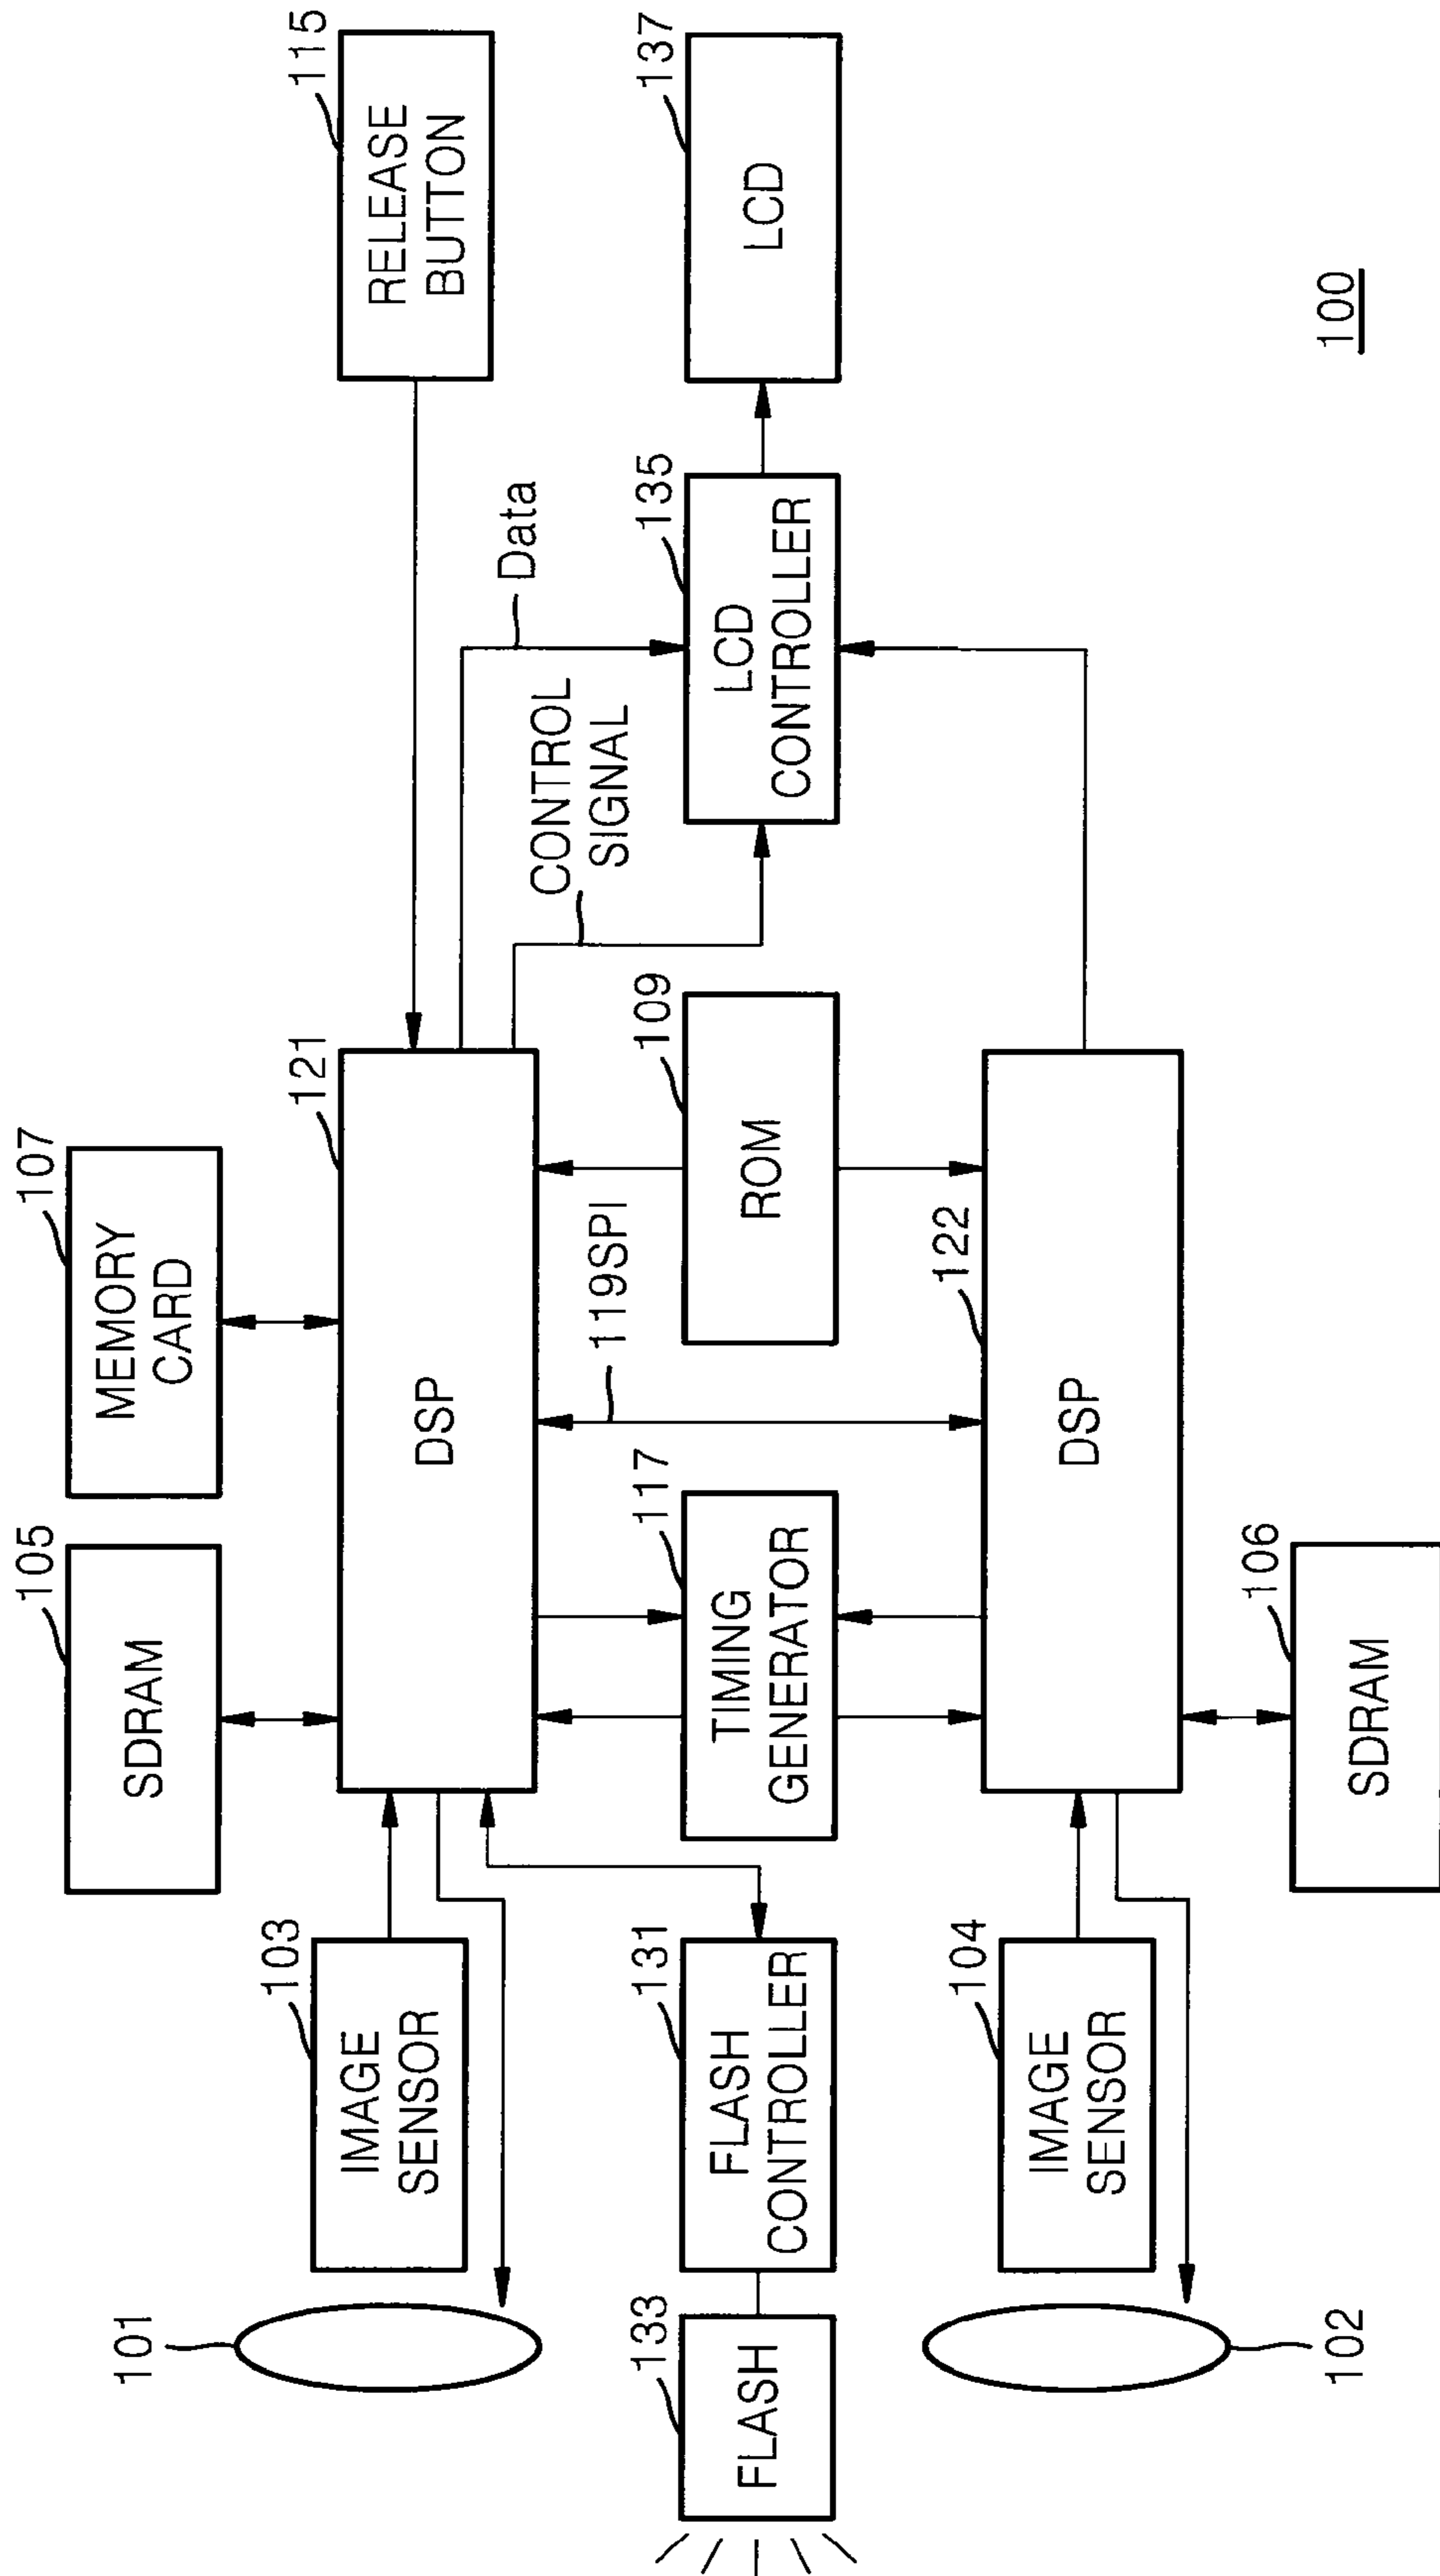 105
SDRAM
107
MEMORY
CARD
101
103
IMAGE
SENSOR
121
DSP
115
RELEASE
BUTTON
Data
CONTROL
SIGNAL
119SPI
133
FLASH
131
FLASH
CONTROLLER
117
TIMING
GENERATOR
109
ROM
135
LCD
CONTROLLER
137
LCD
102
104
IMAGE
SENSOR
122
DSP
106
SDRAM
100